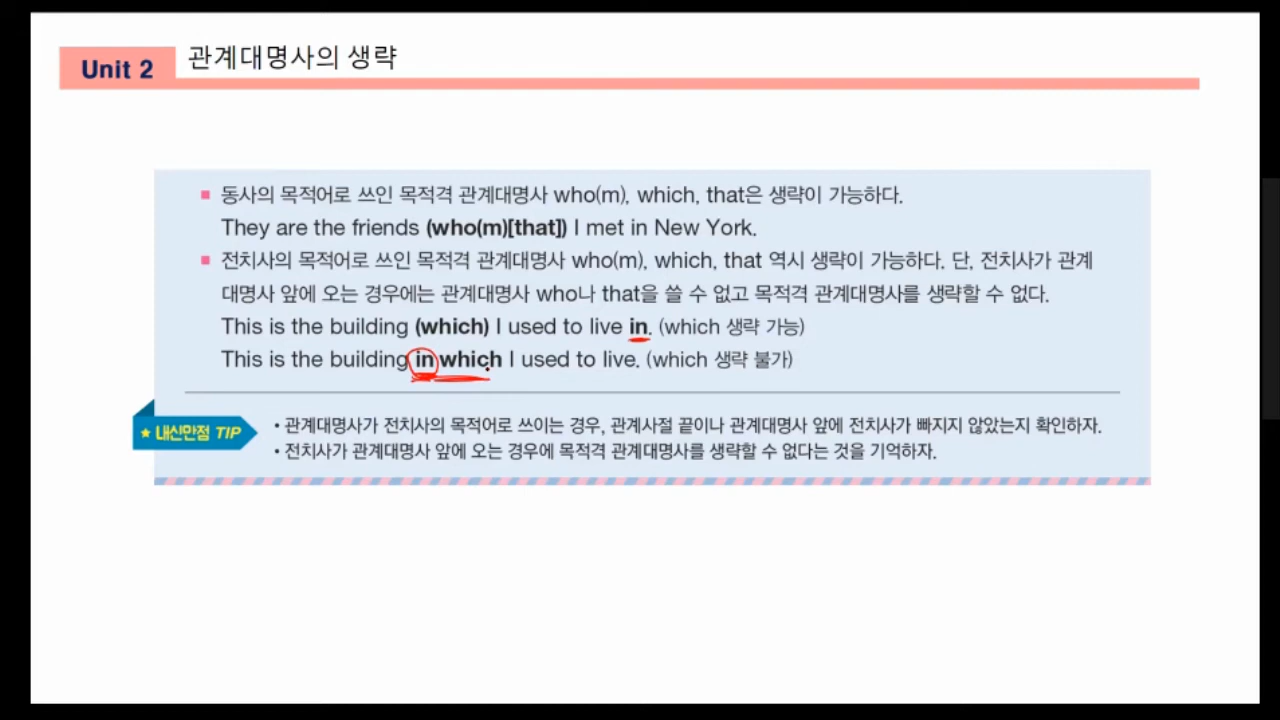 Unit 2 관계대명사의 생략
동사의 목적어로 쓰인 목적격 관계대명사 who(m), which, that은 생략이 가능하다.
They are the friends (who(m)[that]) I met in New York.
전치사의 목적어로 쓰인 목적격 관계대명사 who(m), which, that 역시 생략이 가능하다. 단, 전치사가 관계
대명사 앞에 오는 경우에는 관계대명사 who나 that을 쓸 수 없고 목적격 관계대명사를 생략할 수 없다.
This is the building (which) I used to live in. (which 생략 가능)
This is the building in which I used to live. (which 생략 불가)
★ 내신만점 TIP
• 관계대명사가 전치사의 목적어로 쓰이는 경우, 관계사절 끝이나 관계대명사 앞에 전치사가 빠지지 않았는지 확인하자.
• 전치사가 관계대명사 앞에 오는 경우에 목적격 관계대명사를 생략할 수 없다는 것을 기억하자.